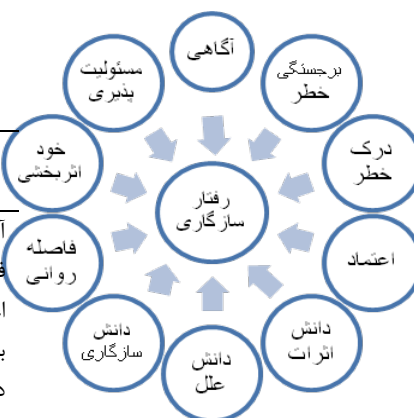 آگاهی
برجستگی
خطر
درک
خطر
اعتماد
دانش
اثرات
دانش
علل
دانش
سازگاری
فاصله
روانی
خود
اثربخشی
مسئولیت
پذیری
رفتار
سازگاری